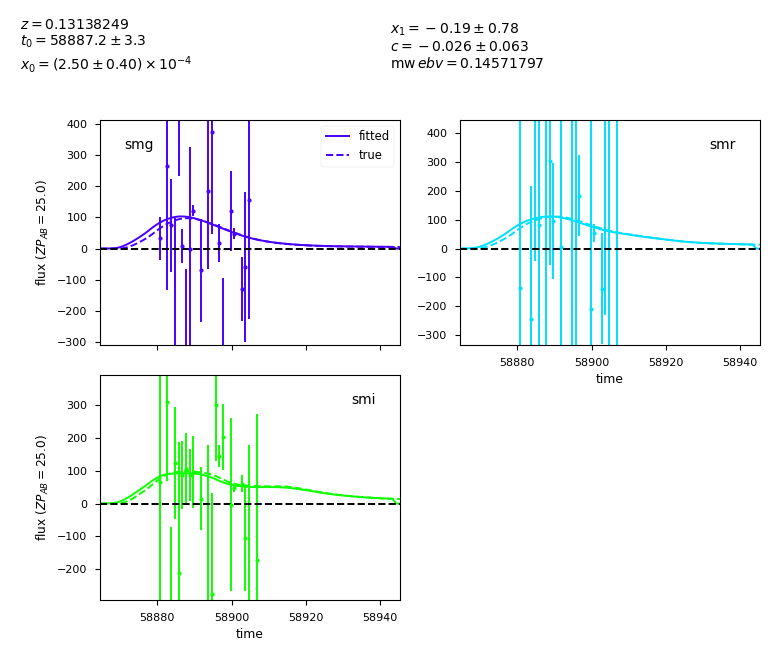 z = 0.13138249
t₀ = 58887.2 ± 3.3
x₀ = (2.50 ± 0.40) × 10⁻⁴
x₁ = −0.19 ± 0.78
c = −0.026 ± 0.063
mw ebv = 0.14571797
smg
fitted
true
400
300
200
100
0
−100
−200
−300
flux (ZP_AB = 25.0)
smr
400
300
200
100
0
−100
−200
−300
58880 58900 58920 58940
time
smi
300
200
100
0
−100
−200
flux (ZP_AB = 25.0)
58880 58900 58920 58940
time